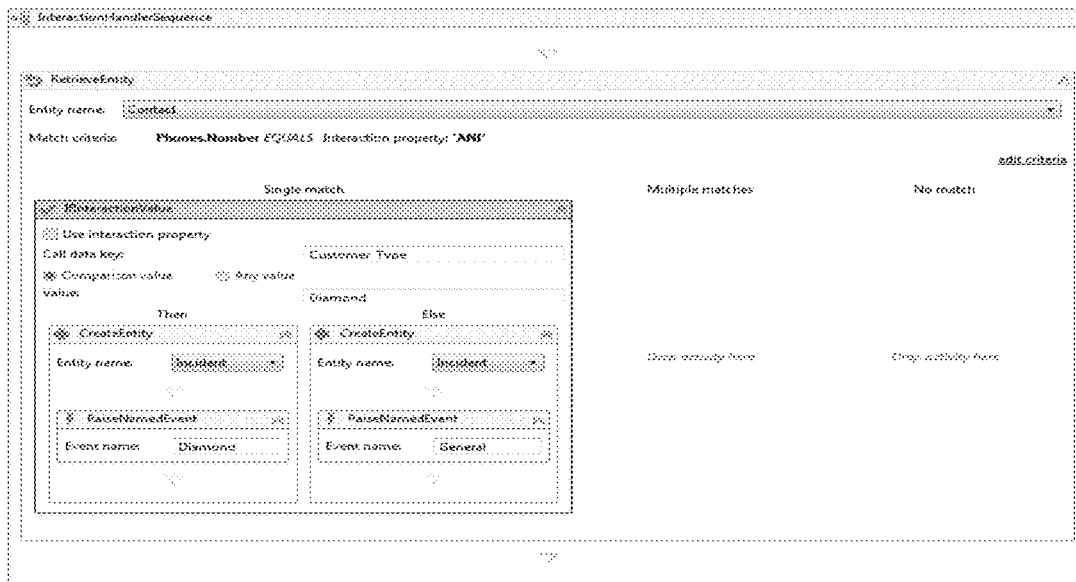 InteractionHandlerSequence
RetrieveEntity
Entity name: Contact
Match criteria: Phones.Number EQUALS Interaction property: 'ANI'
edit criteria
Single match Multiple matches No match
IfInteractionValue
Use interaction property
Call data key: Customer Type
Comparison value Any value
Value: Diamond
Then Else
CreateEntity CreateEntity
Entity name: Incident Entity name: Incident
Drop activity here Drop activity here
RaiseNamedEvent RaiseNamedEvent
Event name: Diamond Event name: General